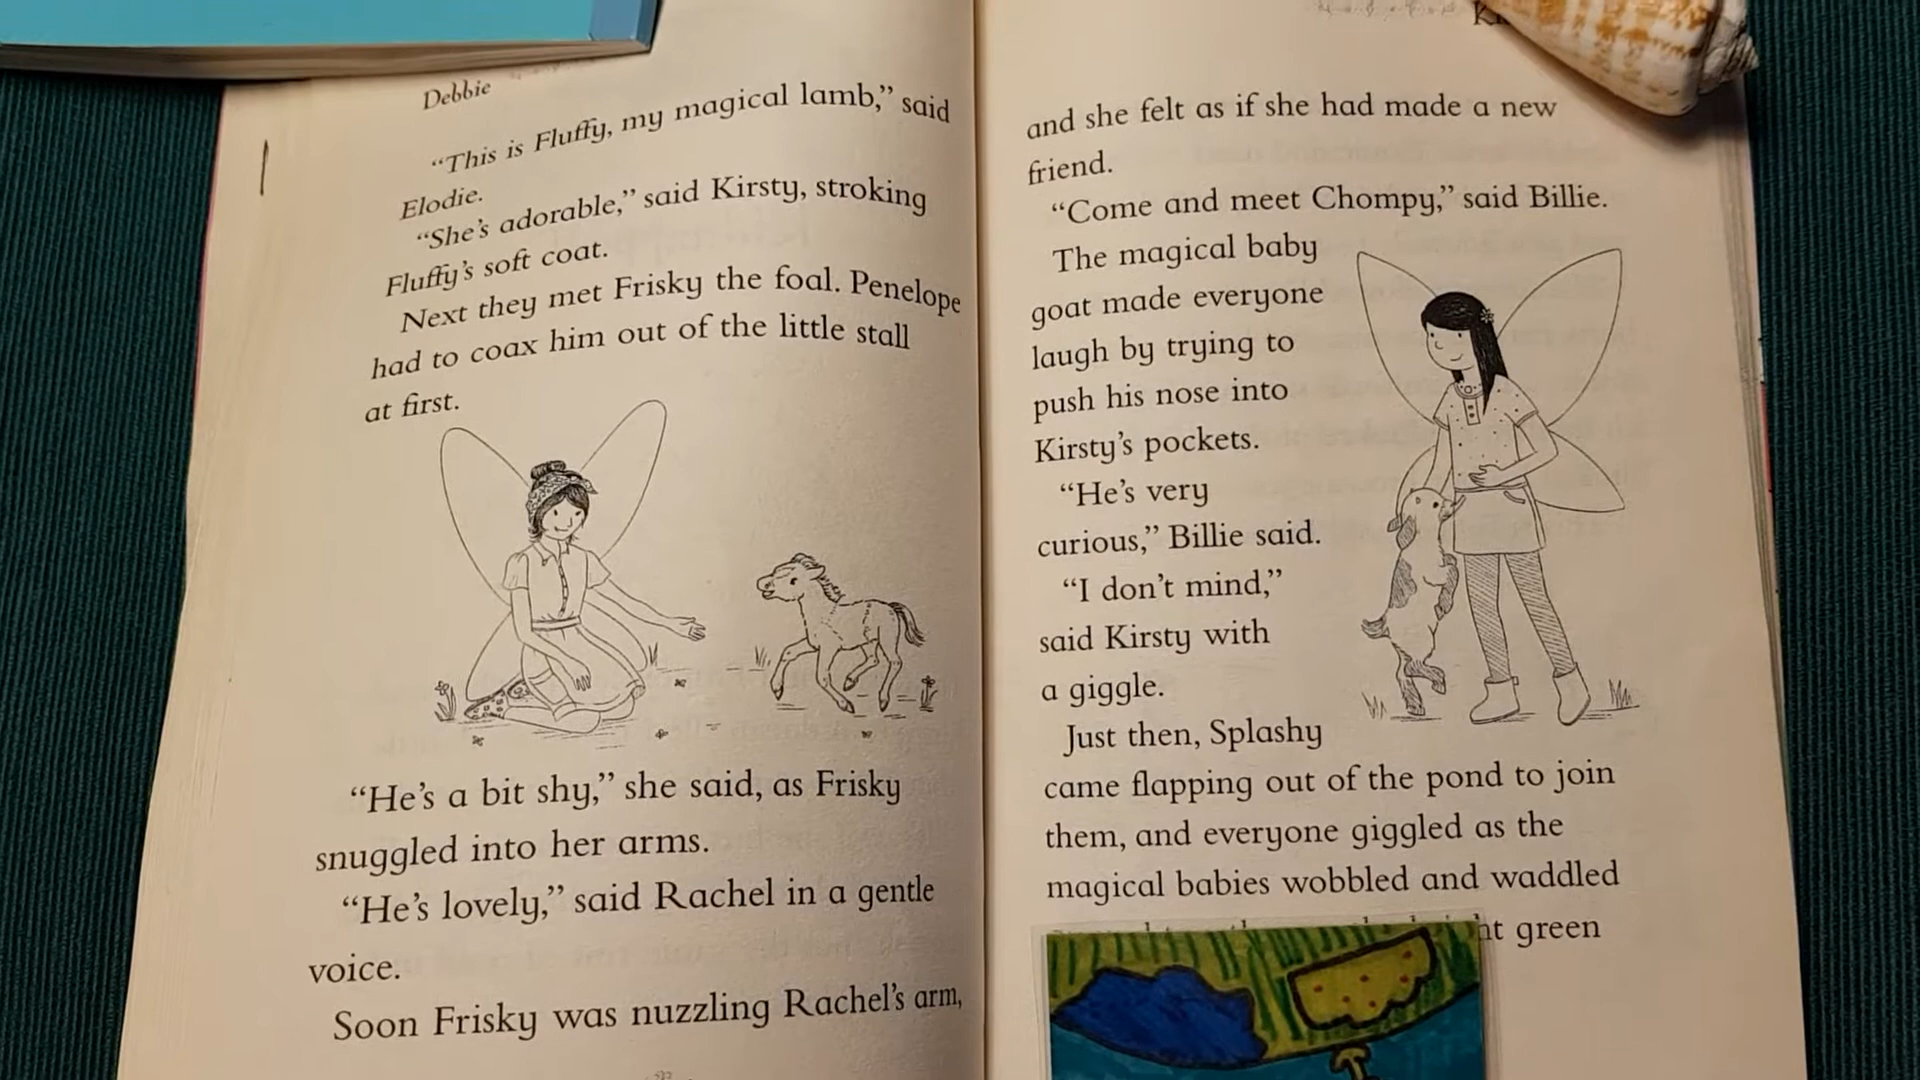 Debbie
“This is Fluffy, my magical lamb,” said
Elodie.
“She’s adorable,” said Kirsty, stroking
Fluffy’s soft coat.
Next they met Frisky the foal. Penelope
had to coax him out of the little stall
at first.
“He’s a bit shy,” she said, as Frisky
snuggled into her arms.
“He’s lovely,” said Rachel in a gentle
voice.
Soon Frisky was nuzzling Rachel’s arm,
and she felt as if she had made a new
friend.
“Come and meet Chompy,” said Billie.
The magical baby
goat made everyone
laugh by trying to
push his nose into
Kirsty’s pockets.
“He’s very
curious,” Billie said.
“I don’t mind,”
said Kirsty with
a giggle.
Just then, Splashy
came flapping out of the pond to join
them, and everyone giggled as the
magical babies wobbled and waddled
green